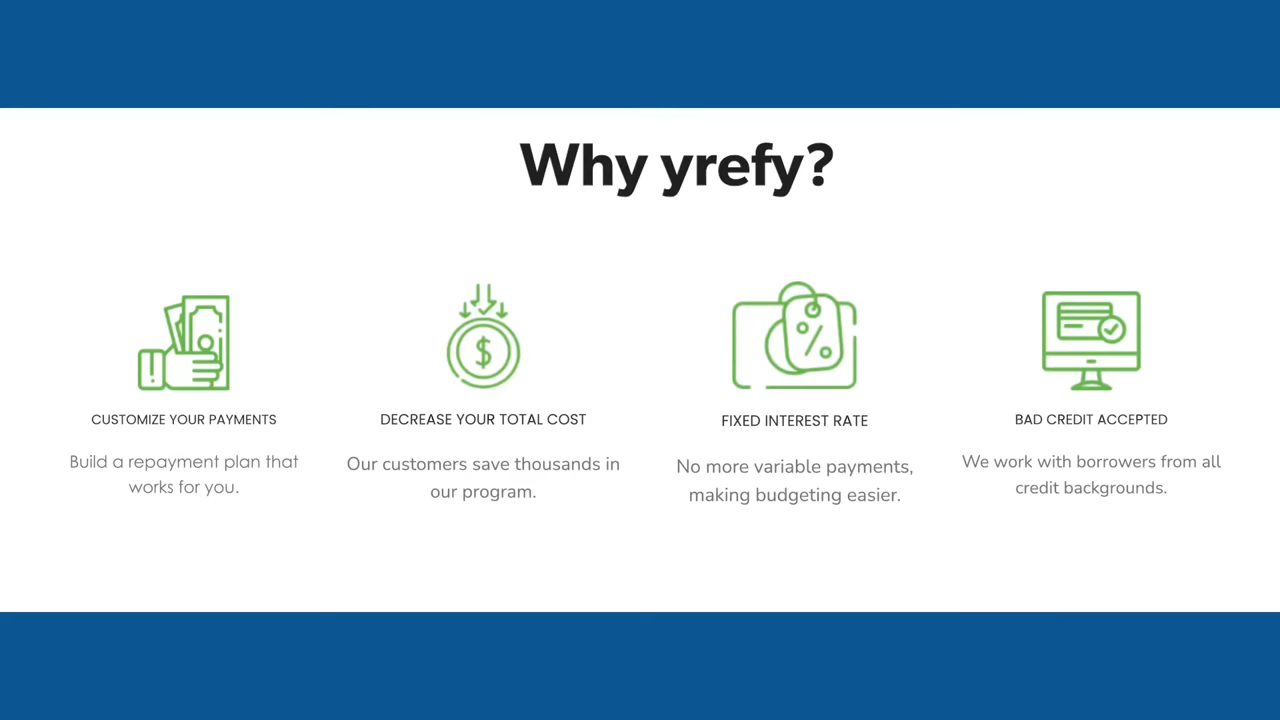 Why yrefy?
CUSTOMIZE YOUR PAYMENTS
Build a repayment plan that
works for you.
DECREASE YOUR TOTAL COST
Our customers save thousands in
our program.
FIXED INTEREST RATE
No more variable payments,
making budgeting easier.
BAD CREDIT ACCEPTED
We work with borrowers from all
credit backgrounds.